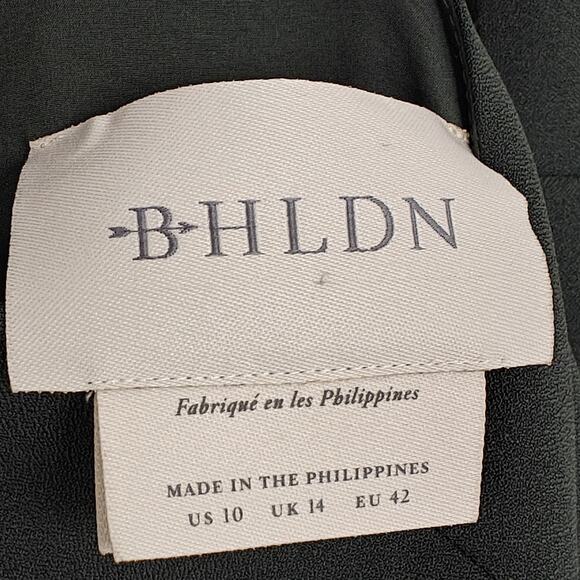 BHLDN
Fabriqué en les Philippines
MADE IN THE PHILIPPINES
US 10 UK 14 EU 42